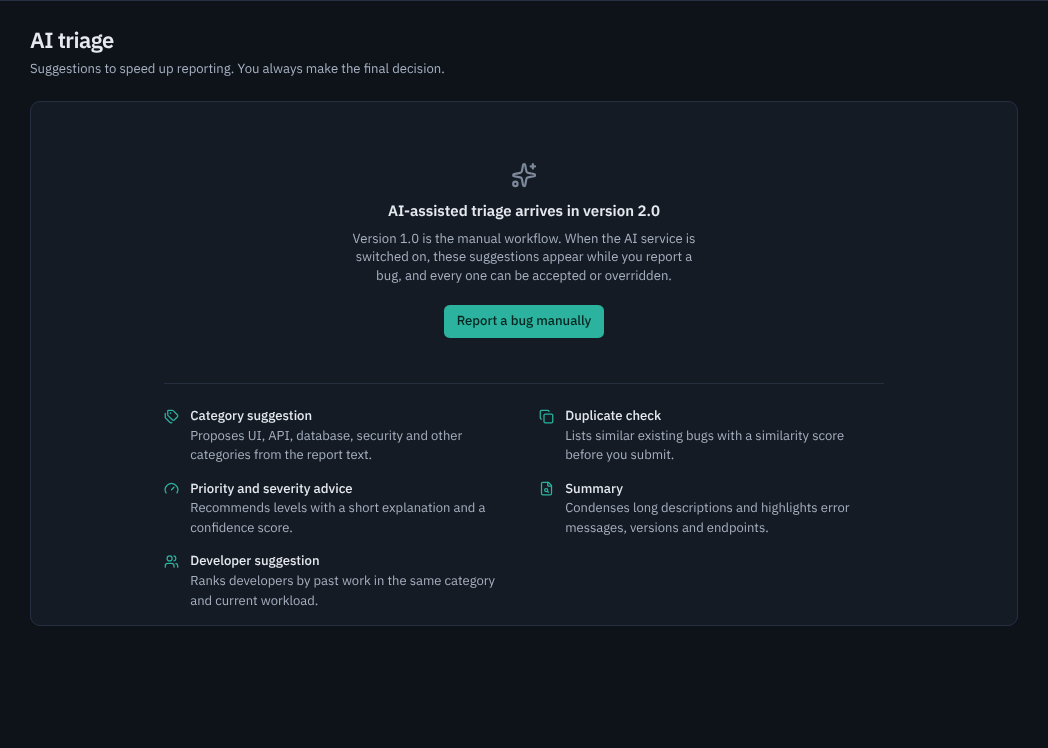 AI triage
Suggestions to speed up reporting. You always make the final decision.
AI-assisted triage arrives in version 2.0
Version 1.0 is the manual workflow. When the AI service is
switched on, these suggestions appear while you report a
bug, and every one can be accepted or overridden.
Report a bug manually
Category suggestion
Proposes UI, API, database, security and other
categories from the report text.
Duplicate check
Lists similar existing bugs with a similarity score
before you submit.
Priority and severity advice
Recommends levels with a short explanation and a
confidence score.
Summary
Condenses long descriptions and highlights error
messages, versions and endpoints.
Developer suggestion
Ranks developers by past work in the same category
and current workload.